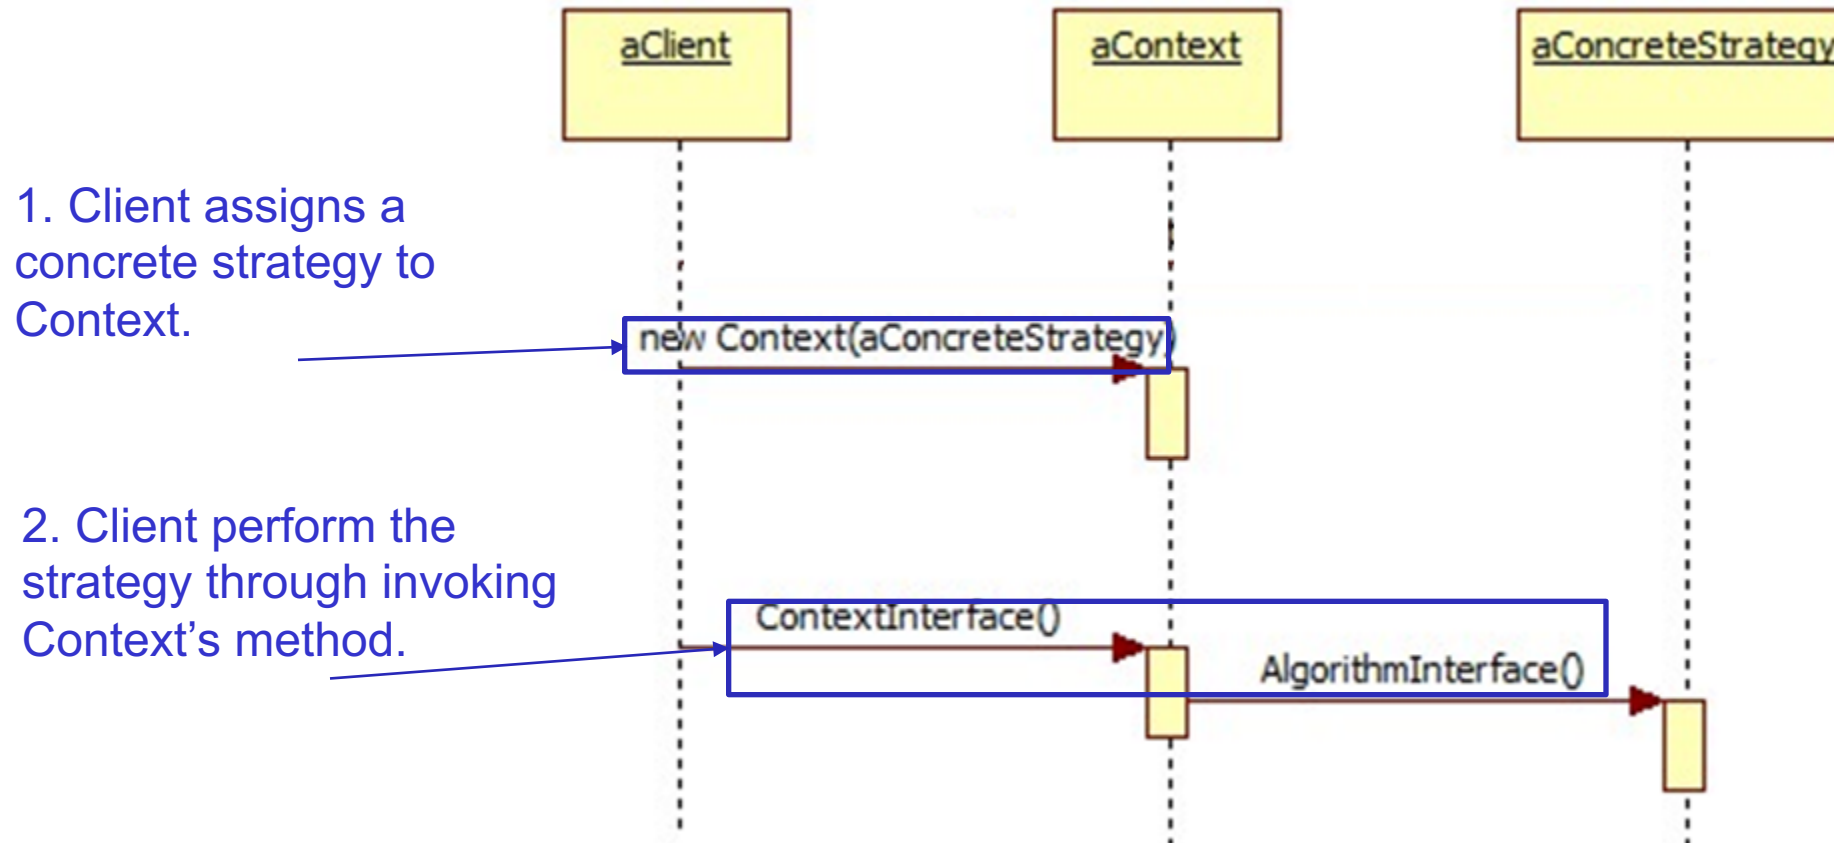 aClient
aContext
aConcreteStrategy
1. Client assigns a
concrete strategy to
Context.
new Context(aConcreteStrategy)
2. Client perform the
strategy through invoking
Context’s method.
ContextInterface()
AlgorithmInterface()